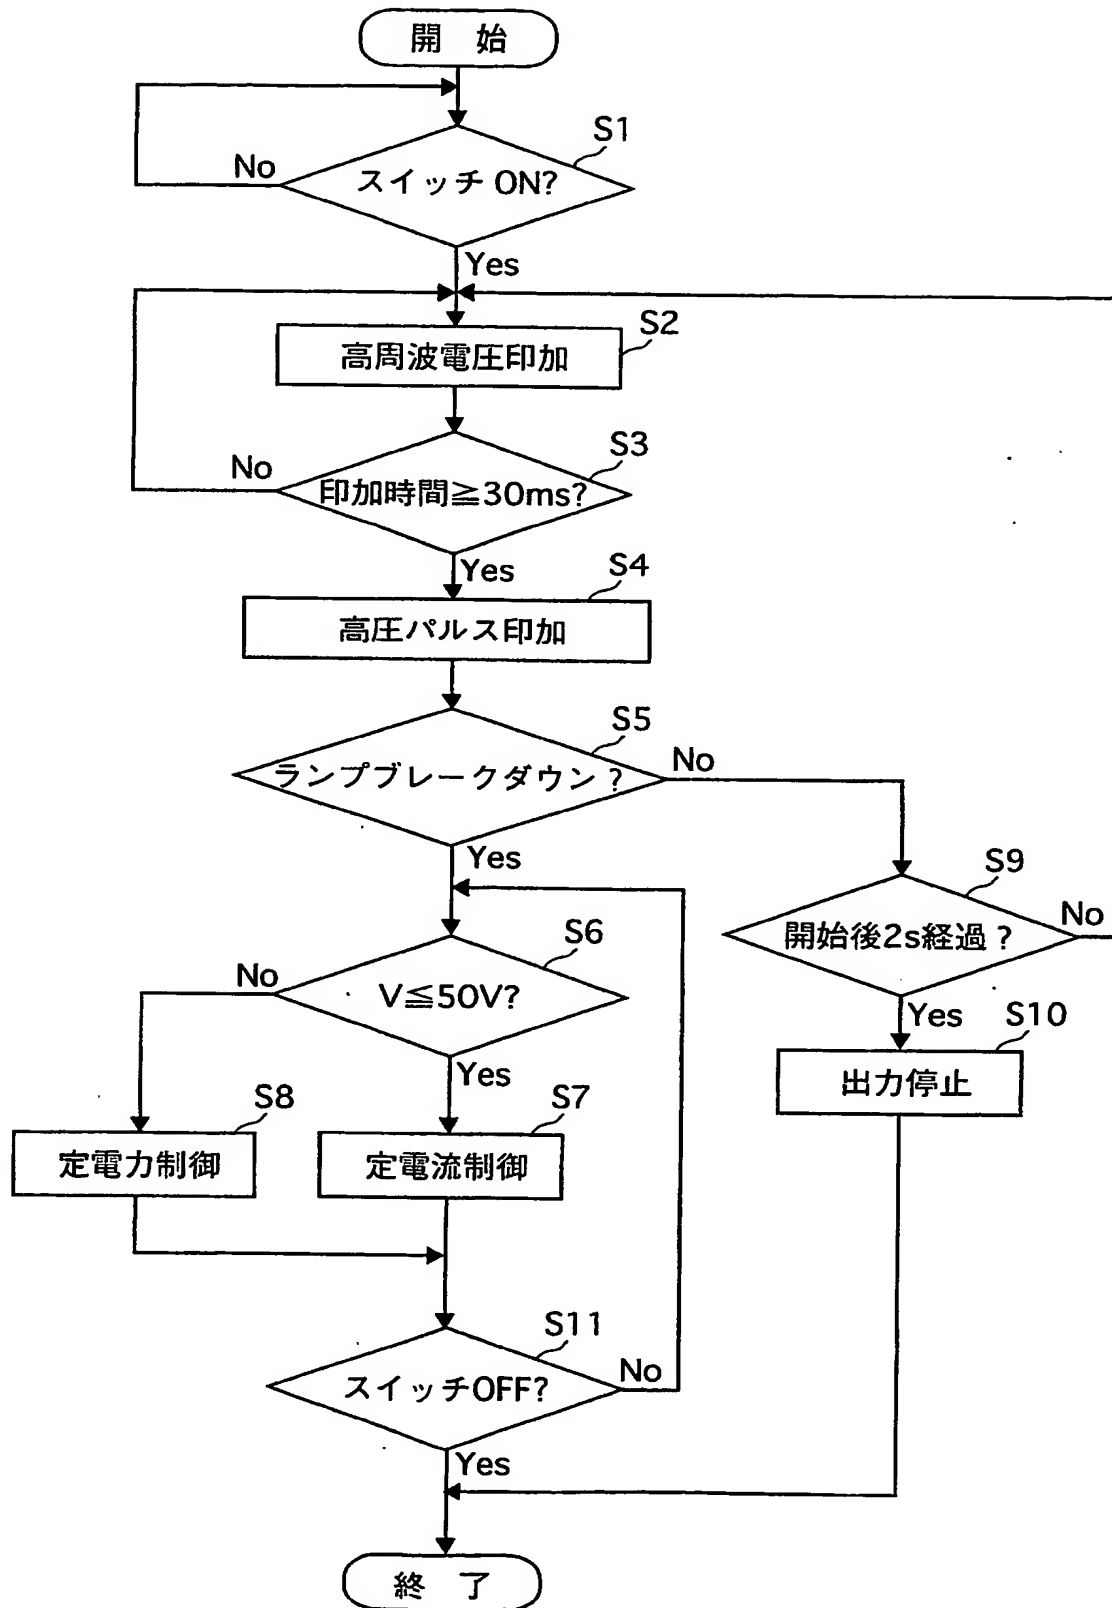 開 始
S1
No
スイッチ ON?
Yes
S2
高周波電圧印加
S3
No
印加時間≧30ms?
Yes
S4
高圧パルス印加
S5
No
ランプブレークダウン?
Yes
S9
No
開始後2s経過?
S6
No
V≦50V?
Yes
S10
Yes
出力停止
S8
S7
定電力制御
定電流制御
S11
No
スイッチOFF?
Yes
終 了